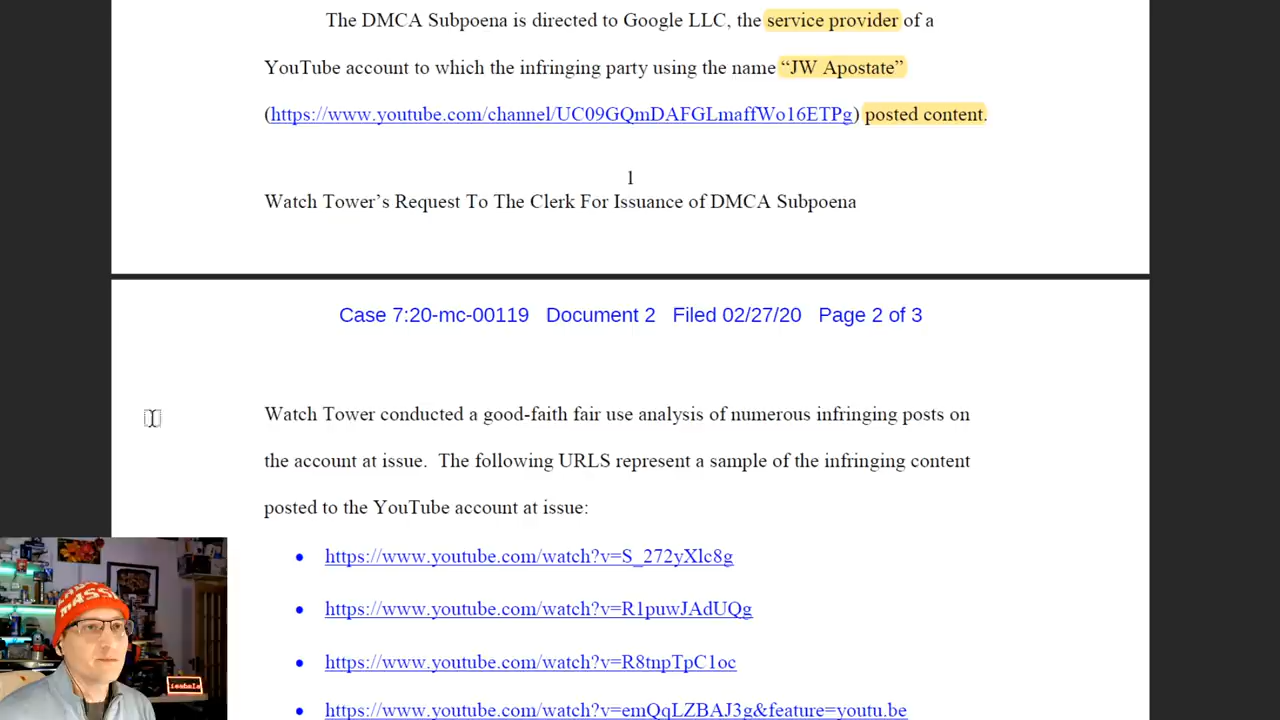 The DMCA Subpoena is directed to Google LLC, the service provider of a
YouTube account to which the infringing party using the name “JW Apostate”
(https://www.youtube.com/channel/UC09GQmDAFGLmaffWo16ETPg) posted content.
1
Watch Tower’s Request To The Clerk For Issuance of DMCA Subpoena
Case 7:20-mc-00119 Document 2 Filed 02/27/20 Page 2 of 3
Watch Tower conducted a good-faith fair use analysis of numerous infringing posts on
the account at issue. The following URLS represent a sample of the infringing content
posted to the YouTube account at issue:
• https://www.youtube.com/watch?v=S_272yXlc8g
• https://www.youtube.com/watch?v=R1puwJAdUQg
• https://www.youtube.com/watch?v=R8tnpTpC1oc
• https://www.youtube.com/watch?v=emQqLZBAJ3g&feature=youtu.be